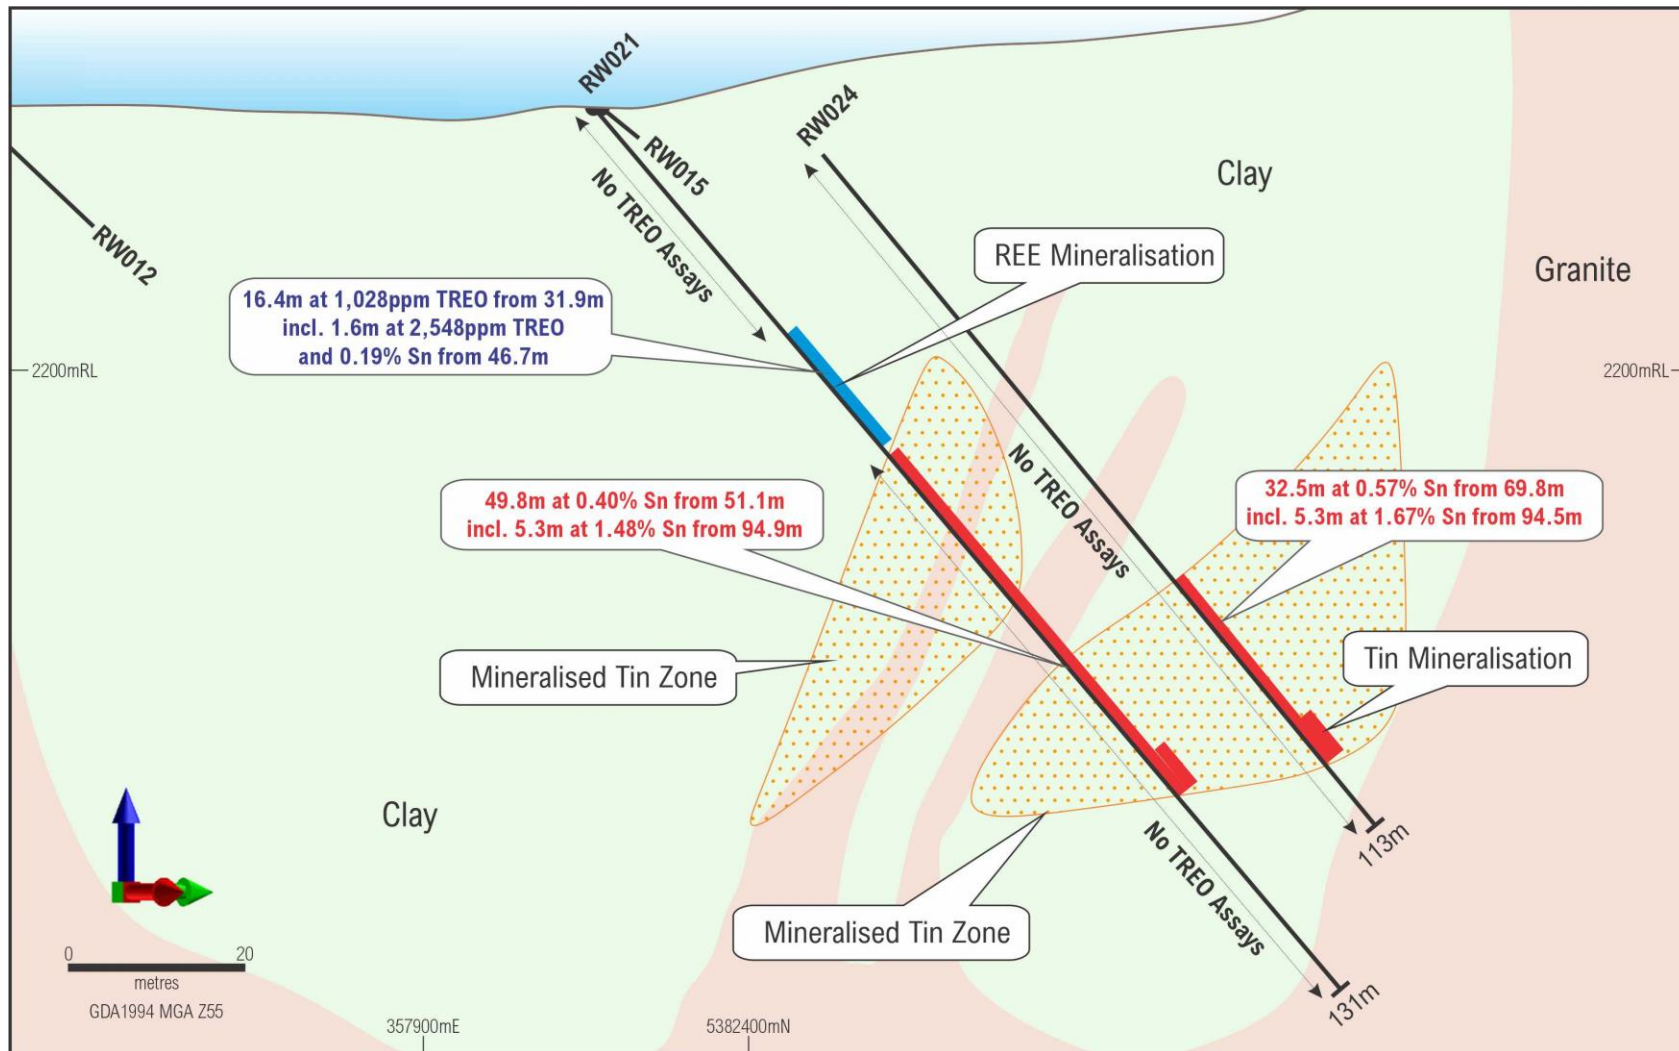 RW021
RW015
RW024
RW012
No TREO Assays
Clay
REE Mineralisation
Granite
16.4m at 1,028ppm TREO from 31.9m
incl. 1.6m at 2,548ppm TREO
and 0.19% Sn from 46.7m
2200mRL
2200mRL
No TREO Assays
49.8m at 0.40% Sn from 51.1m
incl. 5.3m at 1.48% Sn from 94.9m
32.5m at 0.57% Sn from 69.8m
incl. 5.3m at 1.67% Sn from 94.5m
Mineralised Tin Zone
Tin Mineralisation
Clay
113m
No TREO Assays
Mineralised Tin Zone
131m
0 20
metres
GDA1994 MGA Z55
357900mE
5382400mN